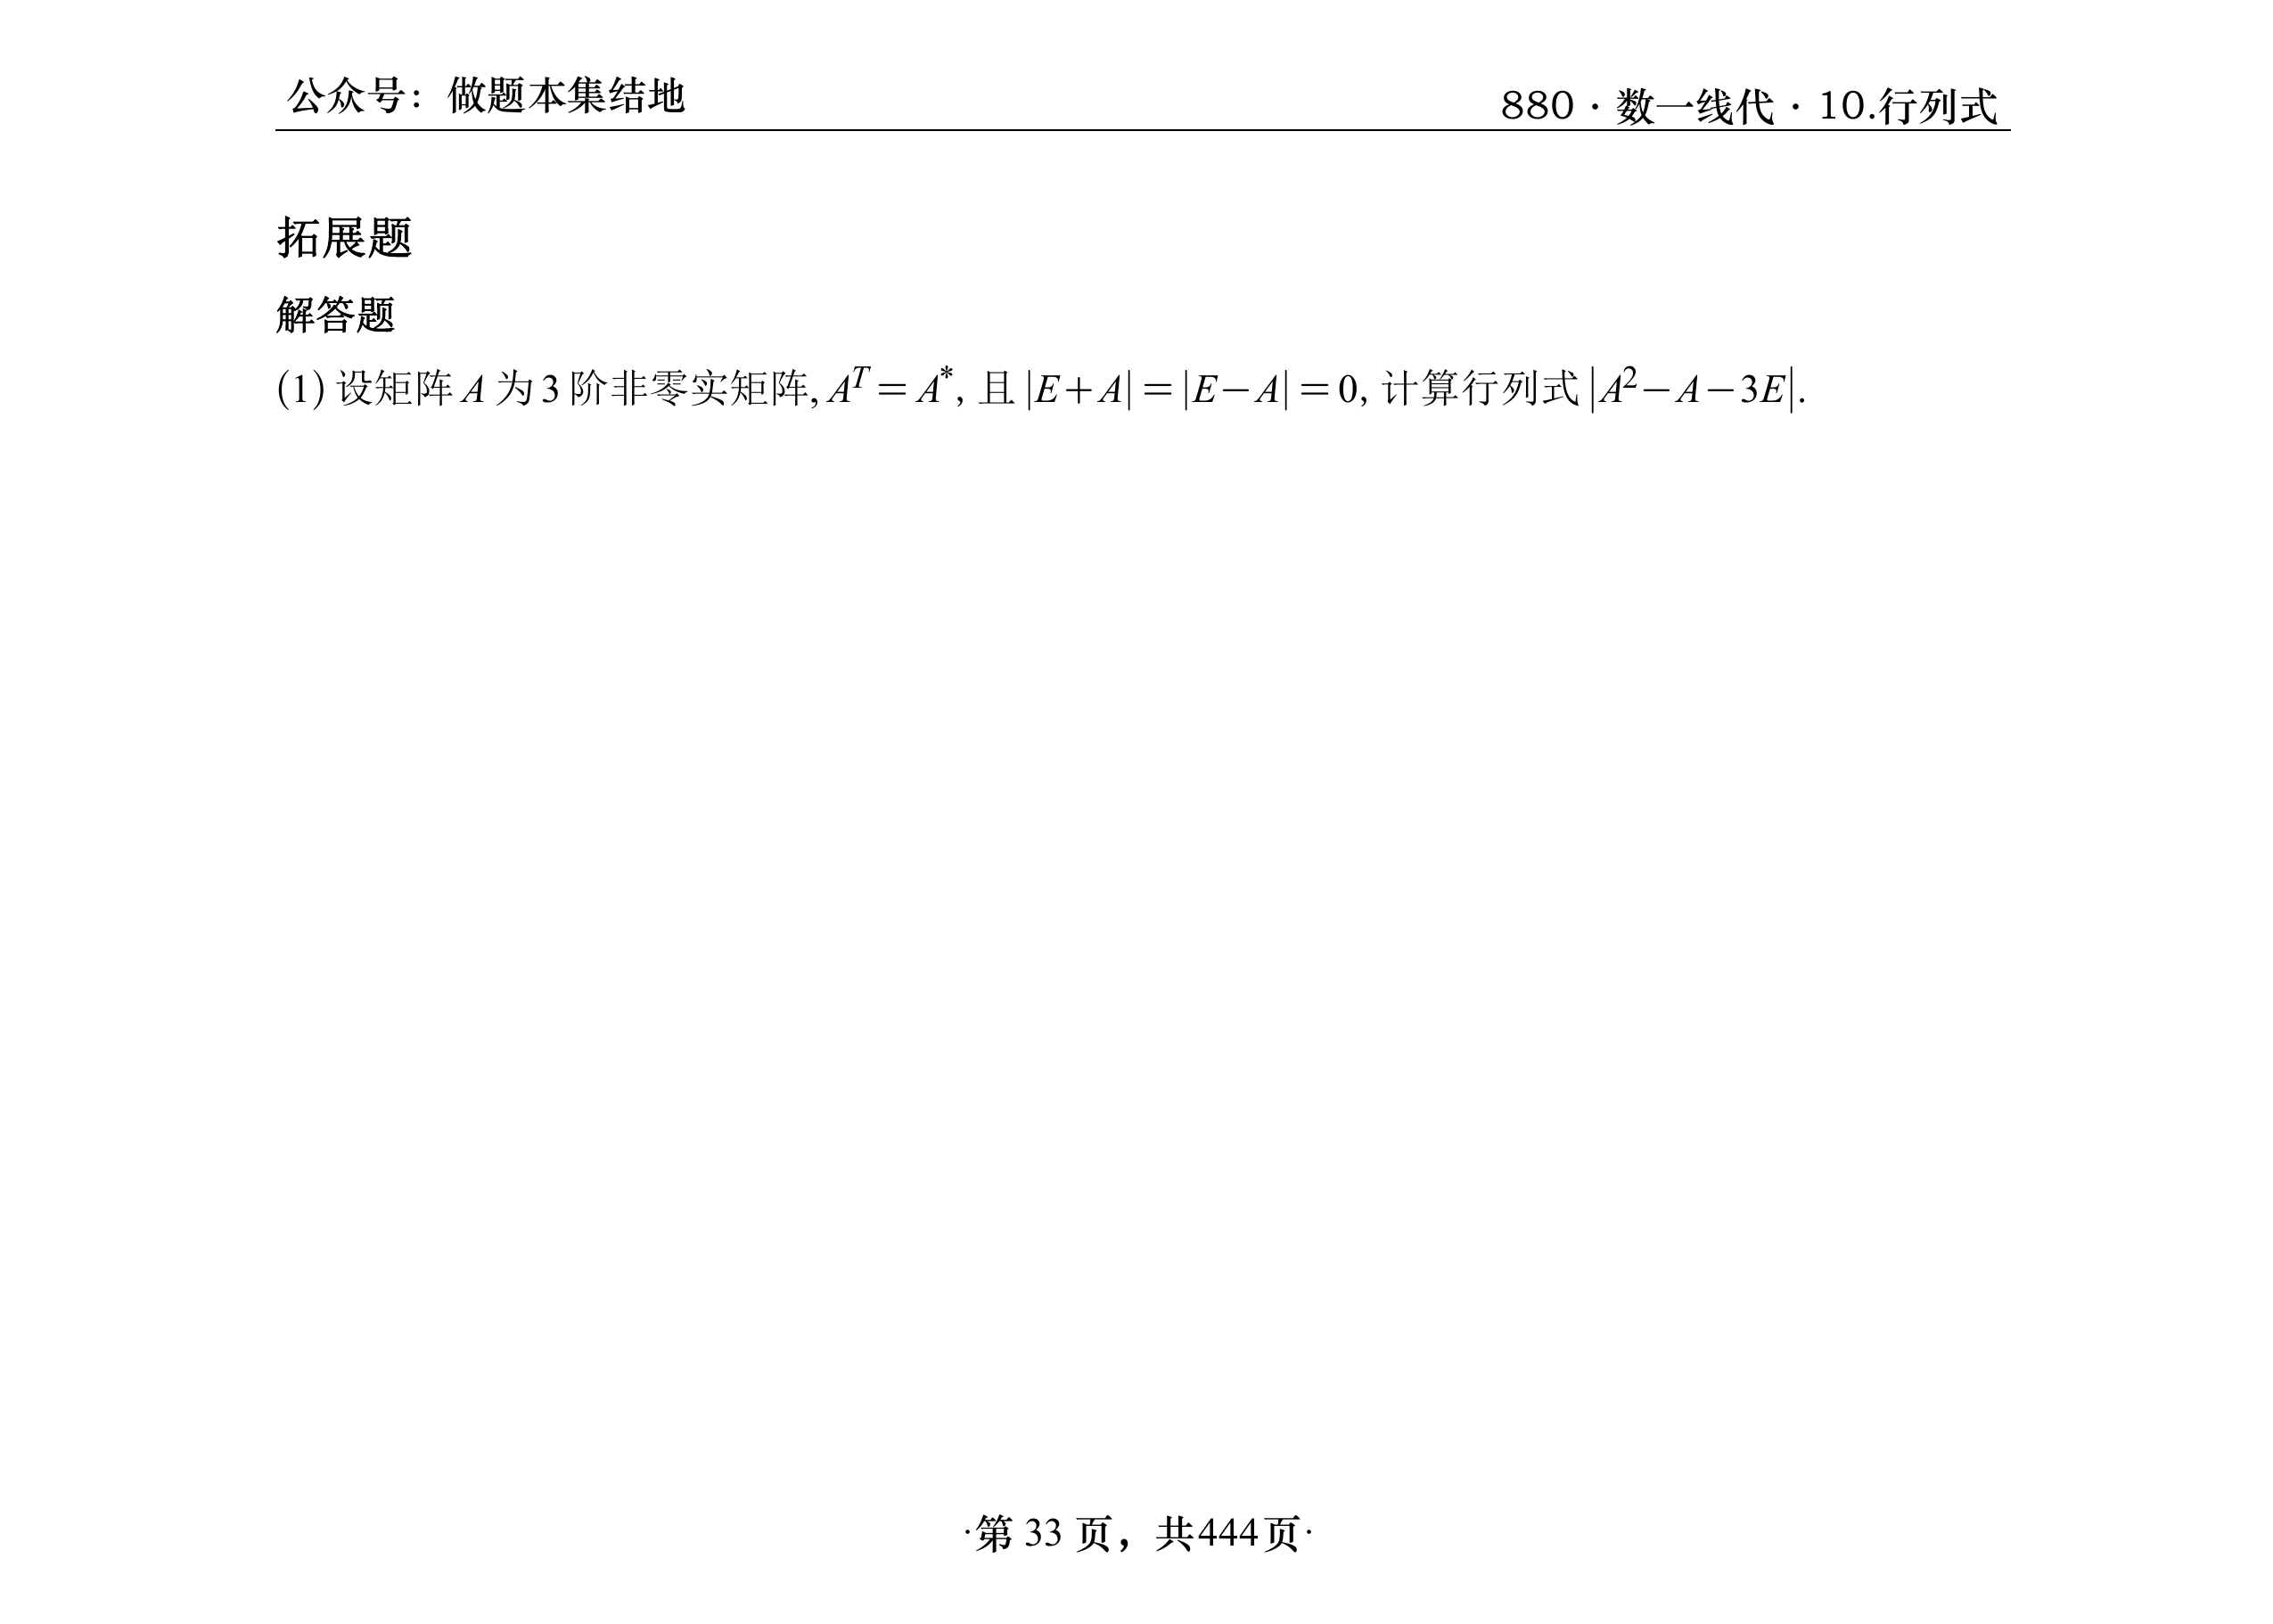 公众号：做题本集结地
880·数一线代·10.行列式
拓展题
解答题
(1) 设矩阵 A 为 3 阶非零实矩阵, A^T = A^*, 且 |E+A| = |E−A| = 0, 计算行列式 |A^2−A−3E|.
·第 33 页，共444页·